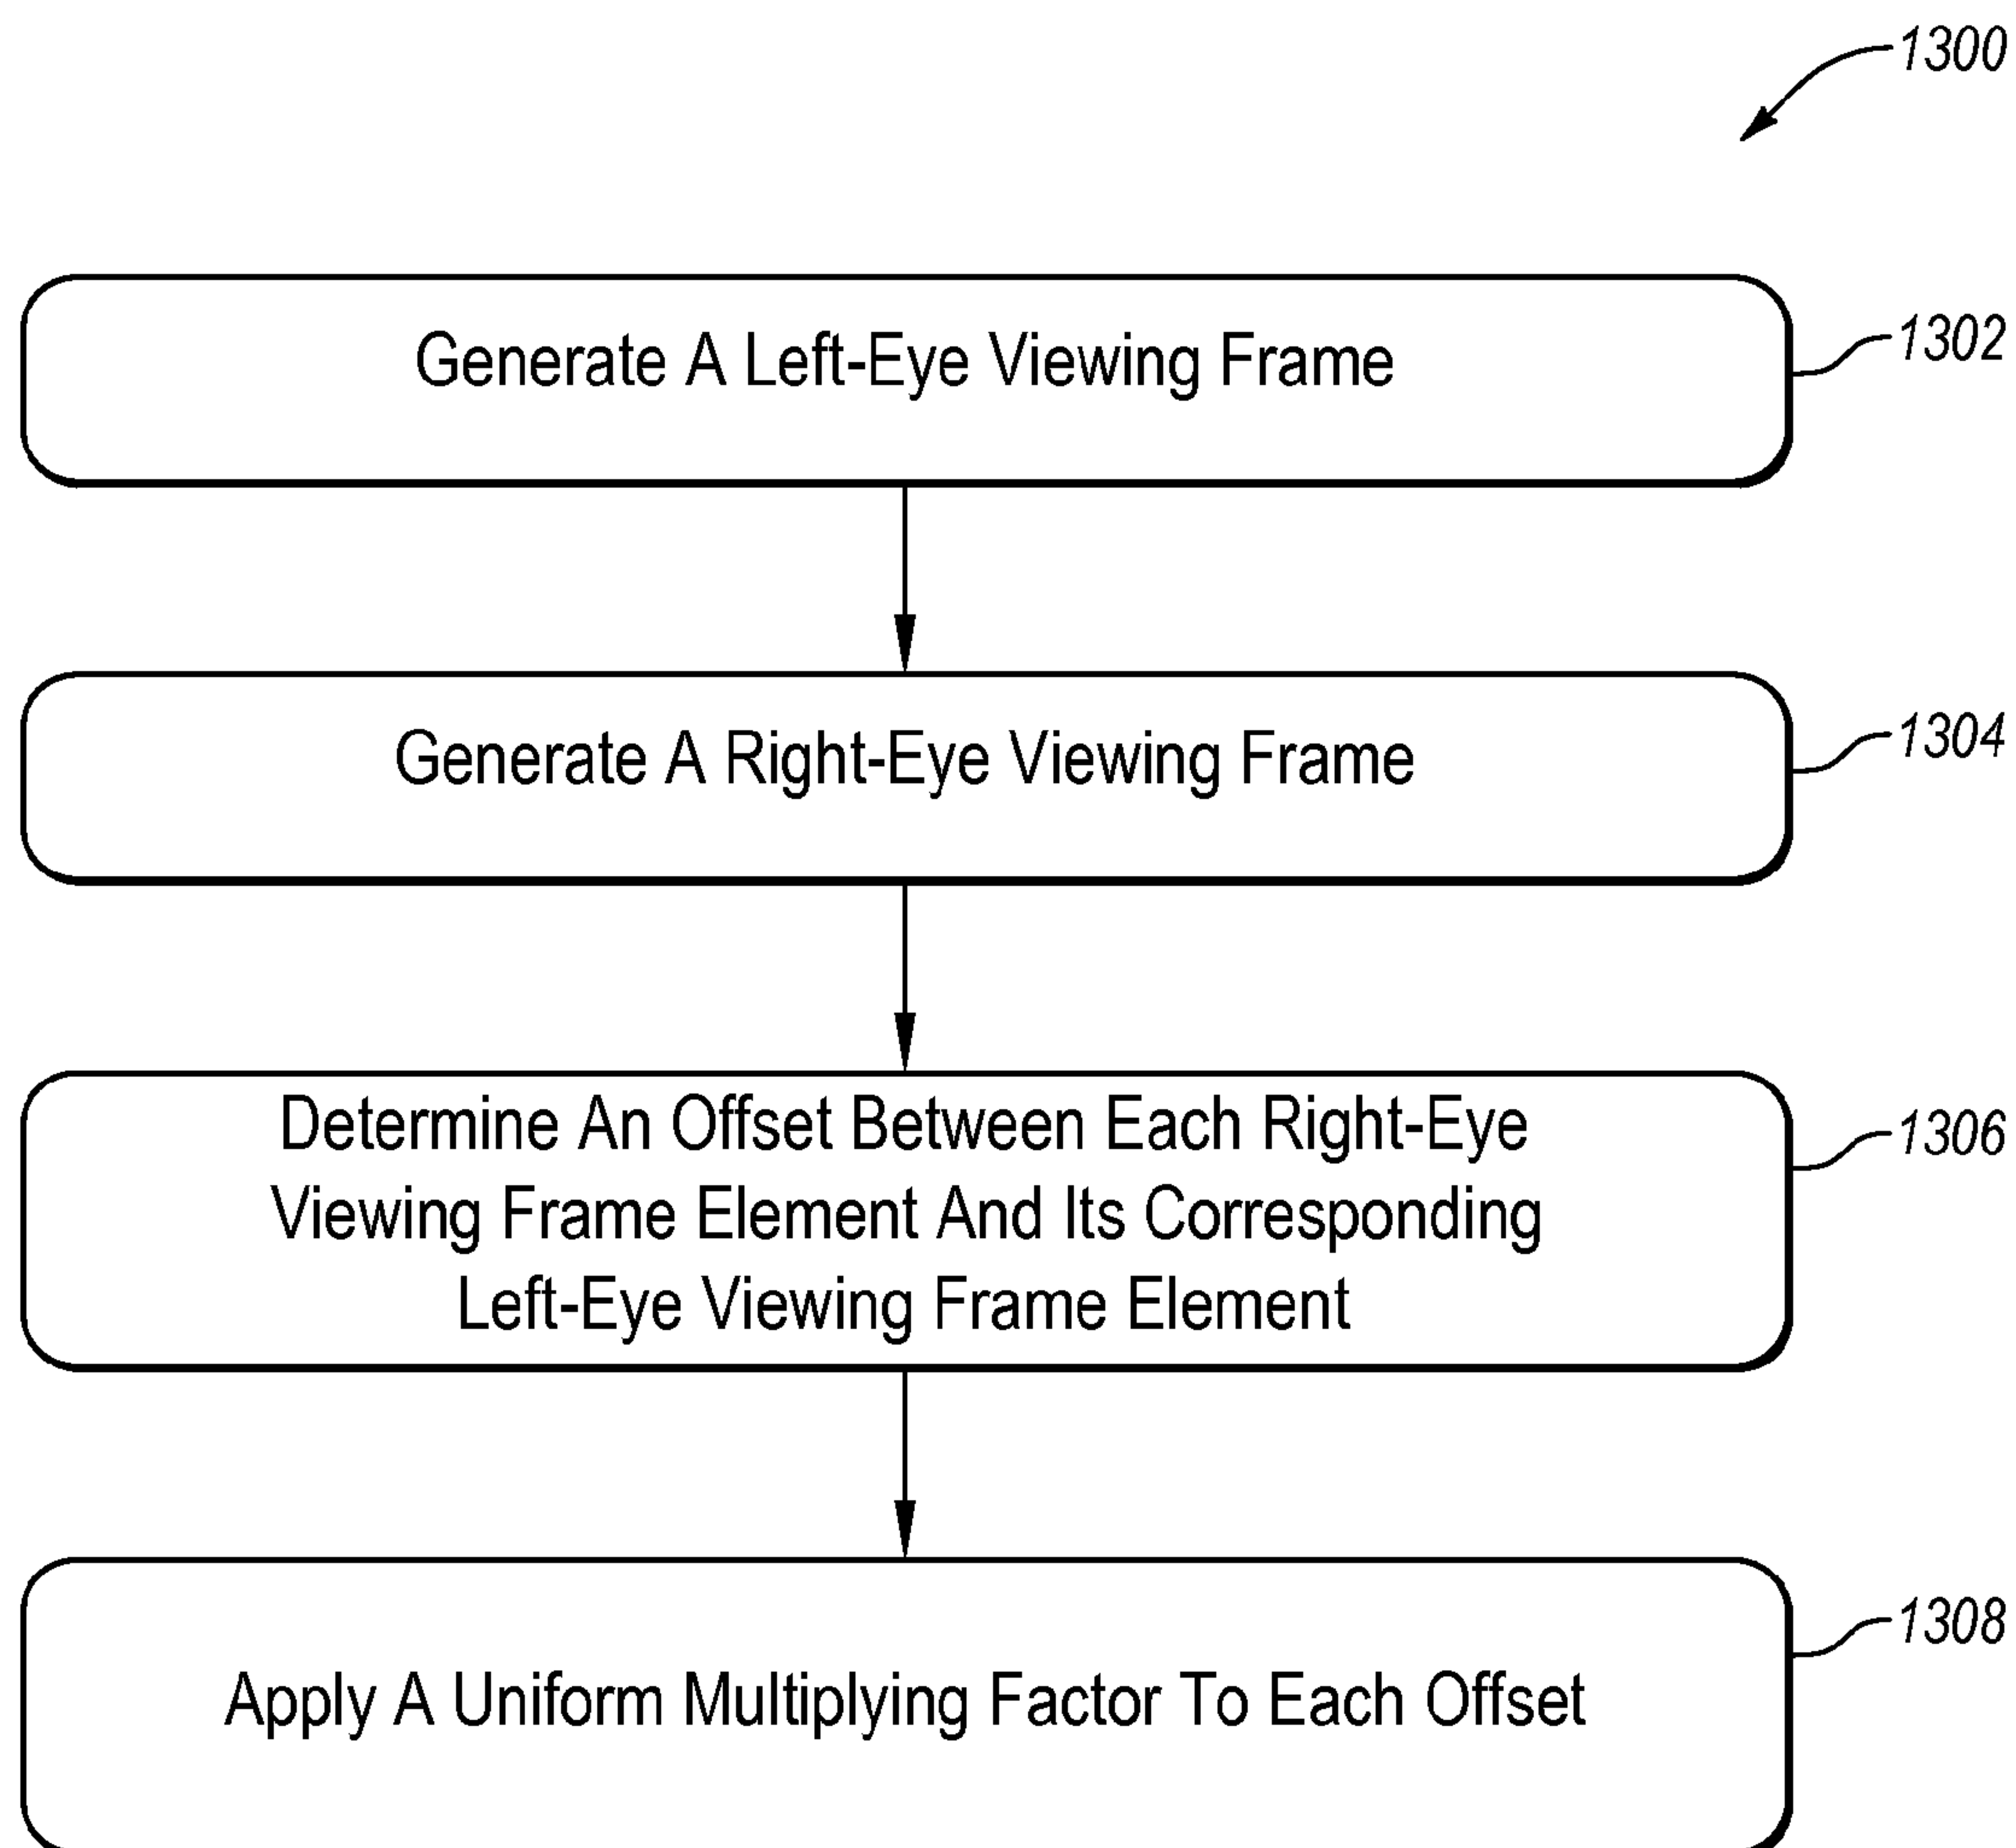 1300
Generate A Left-Eye Viewing Frame
1302
Generate A Right-Eye Viewing Frame
1304
Determine An Offset Between Each Right-Eye
Viewing Frame Element And Its Corresponding
Left-Eye Viewing Frame Element
1306
Apply A Uniform Multiplying Factor To Each Offset
1308